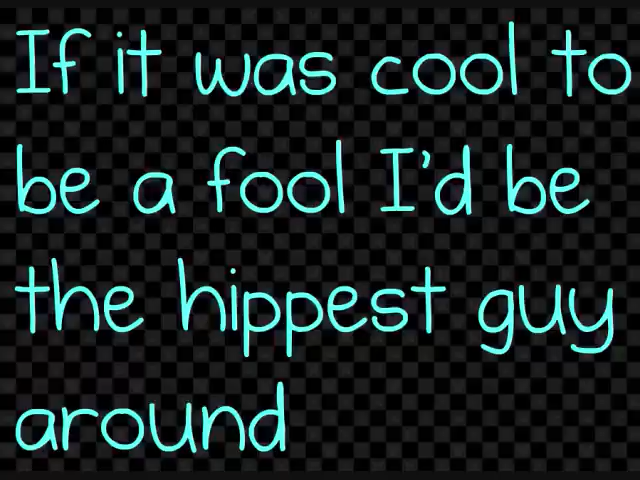 If it was cool to
be a fool I'd be
the hippest guy
around